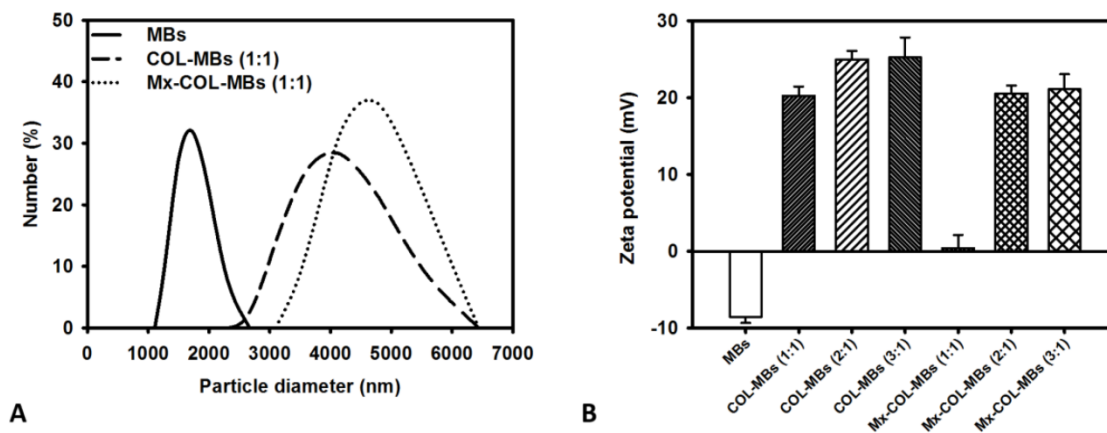 50
40
30
20
10
0
Number (%)
MBs
COL-MBs (1:1)
Mx-COL-MBs (1:1)
0 1000 2000 3000 4000 5000 6000 7000
Particle diameter (nm)
A
30
20
10
0
-10
Zeta potential (mV)
MBs
COL-MBs (1:1)
COL-MBs (2:1)
COL-MBs (3:1)
Mx-COL-MBs (1:1)
Mx-COL-MBs (2:1)
Mx-COL-MBs (3:1)
B